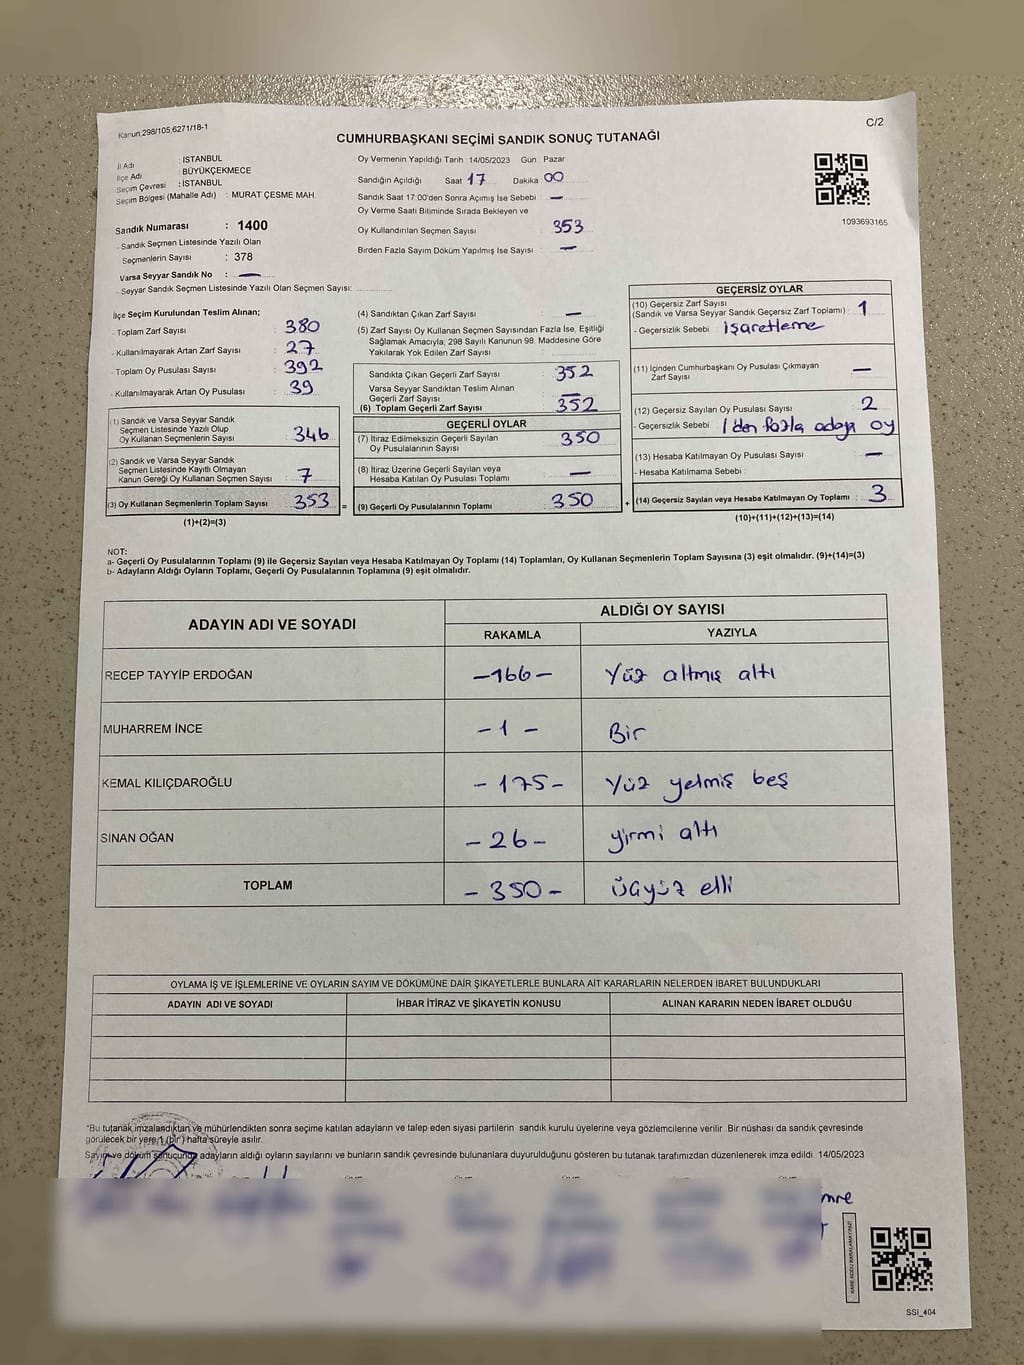 Kanun:298/105,6271/18-1
C/2
CUMHURBAŞKANI SEÇİMİ SANDIK SONUÇ TUTANAĞI
İl Adı : İSTANBUL
İlçe Adı : BÜYÜKÇEKMECE
Seçim Çevresi : İSTANBUL
Seçim Bölgesi (Mahalle Adı) : MURAT ÇESME MAH.
Sandık Numarası : 1400
- Sandık Seçmen Listesinde Yazılı Olan
Seçmenlerin Sayısı : 378
Varsa Seyyar Sandık No : —
- Seyyar Sandık Seçmen Listesinde Yazılı Olan Seçmen Sayısı:
Oy Vermenin Yapıldığı Tarih :14/05/2023 Gün Pazar
Sandığın Açıldığı Saat 17 Dakika 00
Sandık Saat 17:00'den Sonra Açımış İse Sebebi : —
Oy Verme Saati Bitiminde Sırada Bekleyen ve
Oy Kullandırılan Seçmen Sayısı : 353
Birden Fazla Sayım Döküm Yapılmış İse Sayısı : —
1093693165
İlçe Seçim Kurulundan Teslim Alınan;
- Toplam Zarf Sayısı : 380
- Kullanılmayarak Artan Zarf Sayısı : 27
- Toplam Oy Pusulası Sayısı : 392
- Kullanılmayarak Artan Oy Pusulası : 39
(1) Sandık ve Varsa Seyyar Sandık
Seçmen Listesinde Yazılı Olup
Oy Kullanan Seçmenlerin Sayısı : 346
(2) Sandık ve Varsa Seyyar Sandık
Seçmen Listesinde Kayıtlı Olmayan
Kanun Gereği Oy Kullanan Seçmen Sayısı : 7
(3) Oy Kullanan Seçmenlerin Toplam Sayısı : 353
(1)+(2)=(3)
(4) Sandıktan Çıkan Zarf Sayısı : —
(5) Zarf Sayısı Oy Kullanan Seçmen Sayısından Fazla İse, Eşitliği
Sağlamak Amacıyla, 298 Sayılı Kanunun 98. Maddesine Göre
Yakılarak Yok Edilen Zarf Sayısı :
Sandıkta Çıkan Geçerli Zarf Sayısı : 352
Varsa Seyyar Sandıktan Teslim Alınan
Geçerli Zarf Sayısı : —
(6) Toplam Geçerli Zarf Sayısı : 352
GEÇERLİ OYLAR
(7) İtiraz Edilmeksizin Geçerli Sayılan
Oy Pusulalarının Sayısı : 350
(8) İtiraz Üzerine Geçerli Sayılan veya
Hesaba Katılan Oy Pusulası Toplamı : —
= (9) Geçerli Oy Pusulalarının Toplamı : 350
GEÇERSİZ OYLAR
(10) Geçersiz Zarf Sayısı
(Sandık ve Varsa Seyyar Sandık Geçersiz Zarf Toplamı) : 1
- Geçersizlik Sebebi : işaretleme
(11) İçinden Cumhurbaşkanı Oy Pusulası Çıkmayan
Zarf Sayısı : —
(12) Geçersiz Sayılan Oy Pusulası Sayısı : 2
- Geçersizlik Sebebi : 1 den fazla adaya oy
(13) Hesaba Katılmayan Oy Pusulası Sayısı : —
- Hesaba Katılmama Sebebi :
+ (14) Geçersiz Sayılan veya Hesaba Katılmayan Oy Toplamı : 3
(10)+(11)+(12)+(13)=(14)
NOT:
a- Geçerli Oy Pusulalarının Toplamı (9) ile Geçersiz Sayılan veya Hesaba Katılmayan Oy Toplamı (14) Toplamları, Oy Kullanan Seçmenlerin Toplam Sayısına (3) eşit olmalıdır. (9)+(14)=(3)
b- Adayların Aldığı Oyların Toplamı, Geçerli Oy Pusulalarının Toplamına (9) eşit olmalıdır.
ADAYIN ADI VE SOYADI
ALDIĞI OY SAYISI
RAKAMLA YAZIYLA
RECEP TAYYİP ERDOĞAN -166- Yüz altmış altı
MUHARREM İNCE -1- Bir
KEMAL KILIÇDAROĞLU -175- Yüz yetmiş beş
SİNAN OĞAN -26- yirmi altı
TOPLAM -350- üçyüz elli
OYLAMA İŞ VE İŞLEMLERİNE VE OYLARIN SAYIM VE DÖKÜMÜNE DAİR ŞİKAYETLERLE BUNLARA AİT KARARLARIN NELERDEN İBARET BULUNDUKLARI
ADAYIN ADI VE SOYADI İHBAR İTİRAZ VE ŞİKAYETİN KONUSU ALINAN KARARIN NEDEN İBARET OLDUĞU
*Bu tutanak,imzalandıktan ve mühürlendikten sonra seçime katılan adayların ve talep eden siyasi partilerin sandık kurulu üyelerine veya gözlemcilerine verilir. Bir nüshası da sandık çevresinde
görülecek bir yere 1 (bir ) hafta süreyle asılır.
Sayım ve döküm sonucunda adayların aldığı oyların sayılarını ve bunların sandık çevresinde bulunanlara duyurulduğunu gösteren bu tutanak tarafımızdan düzenlenerek imza edildi. 14/05/2023
SSİ_404